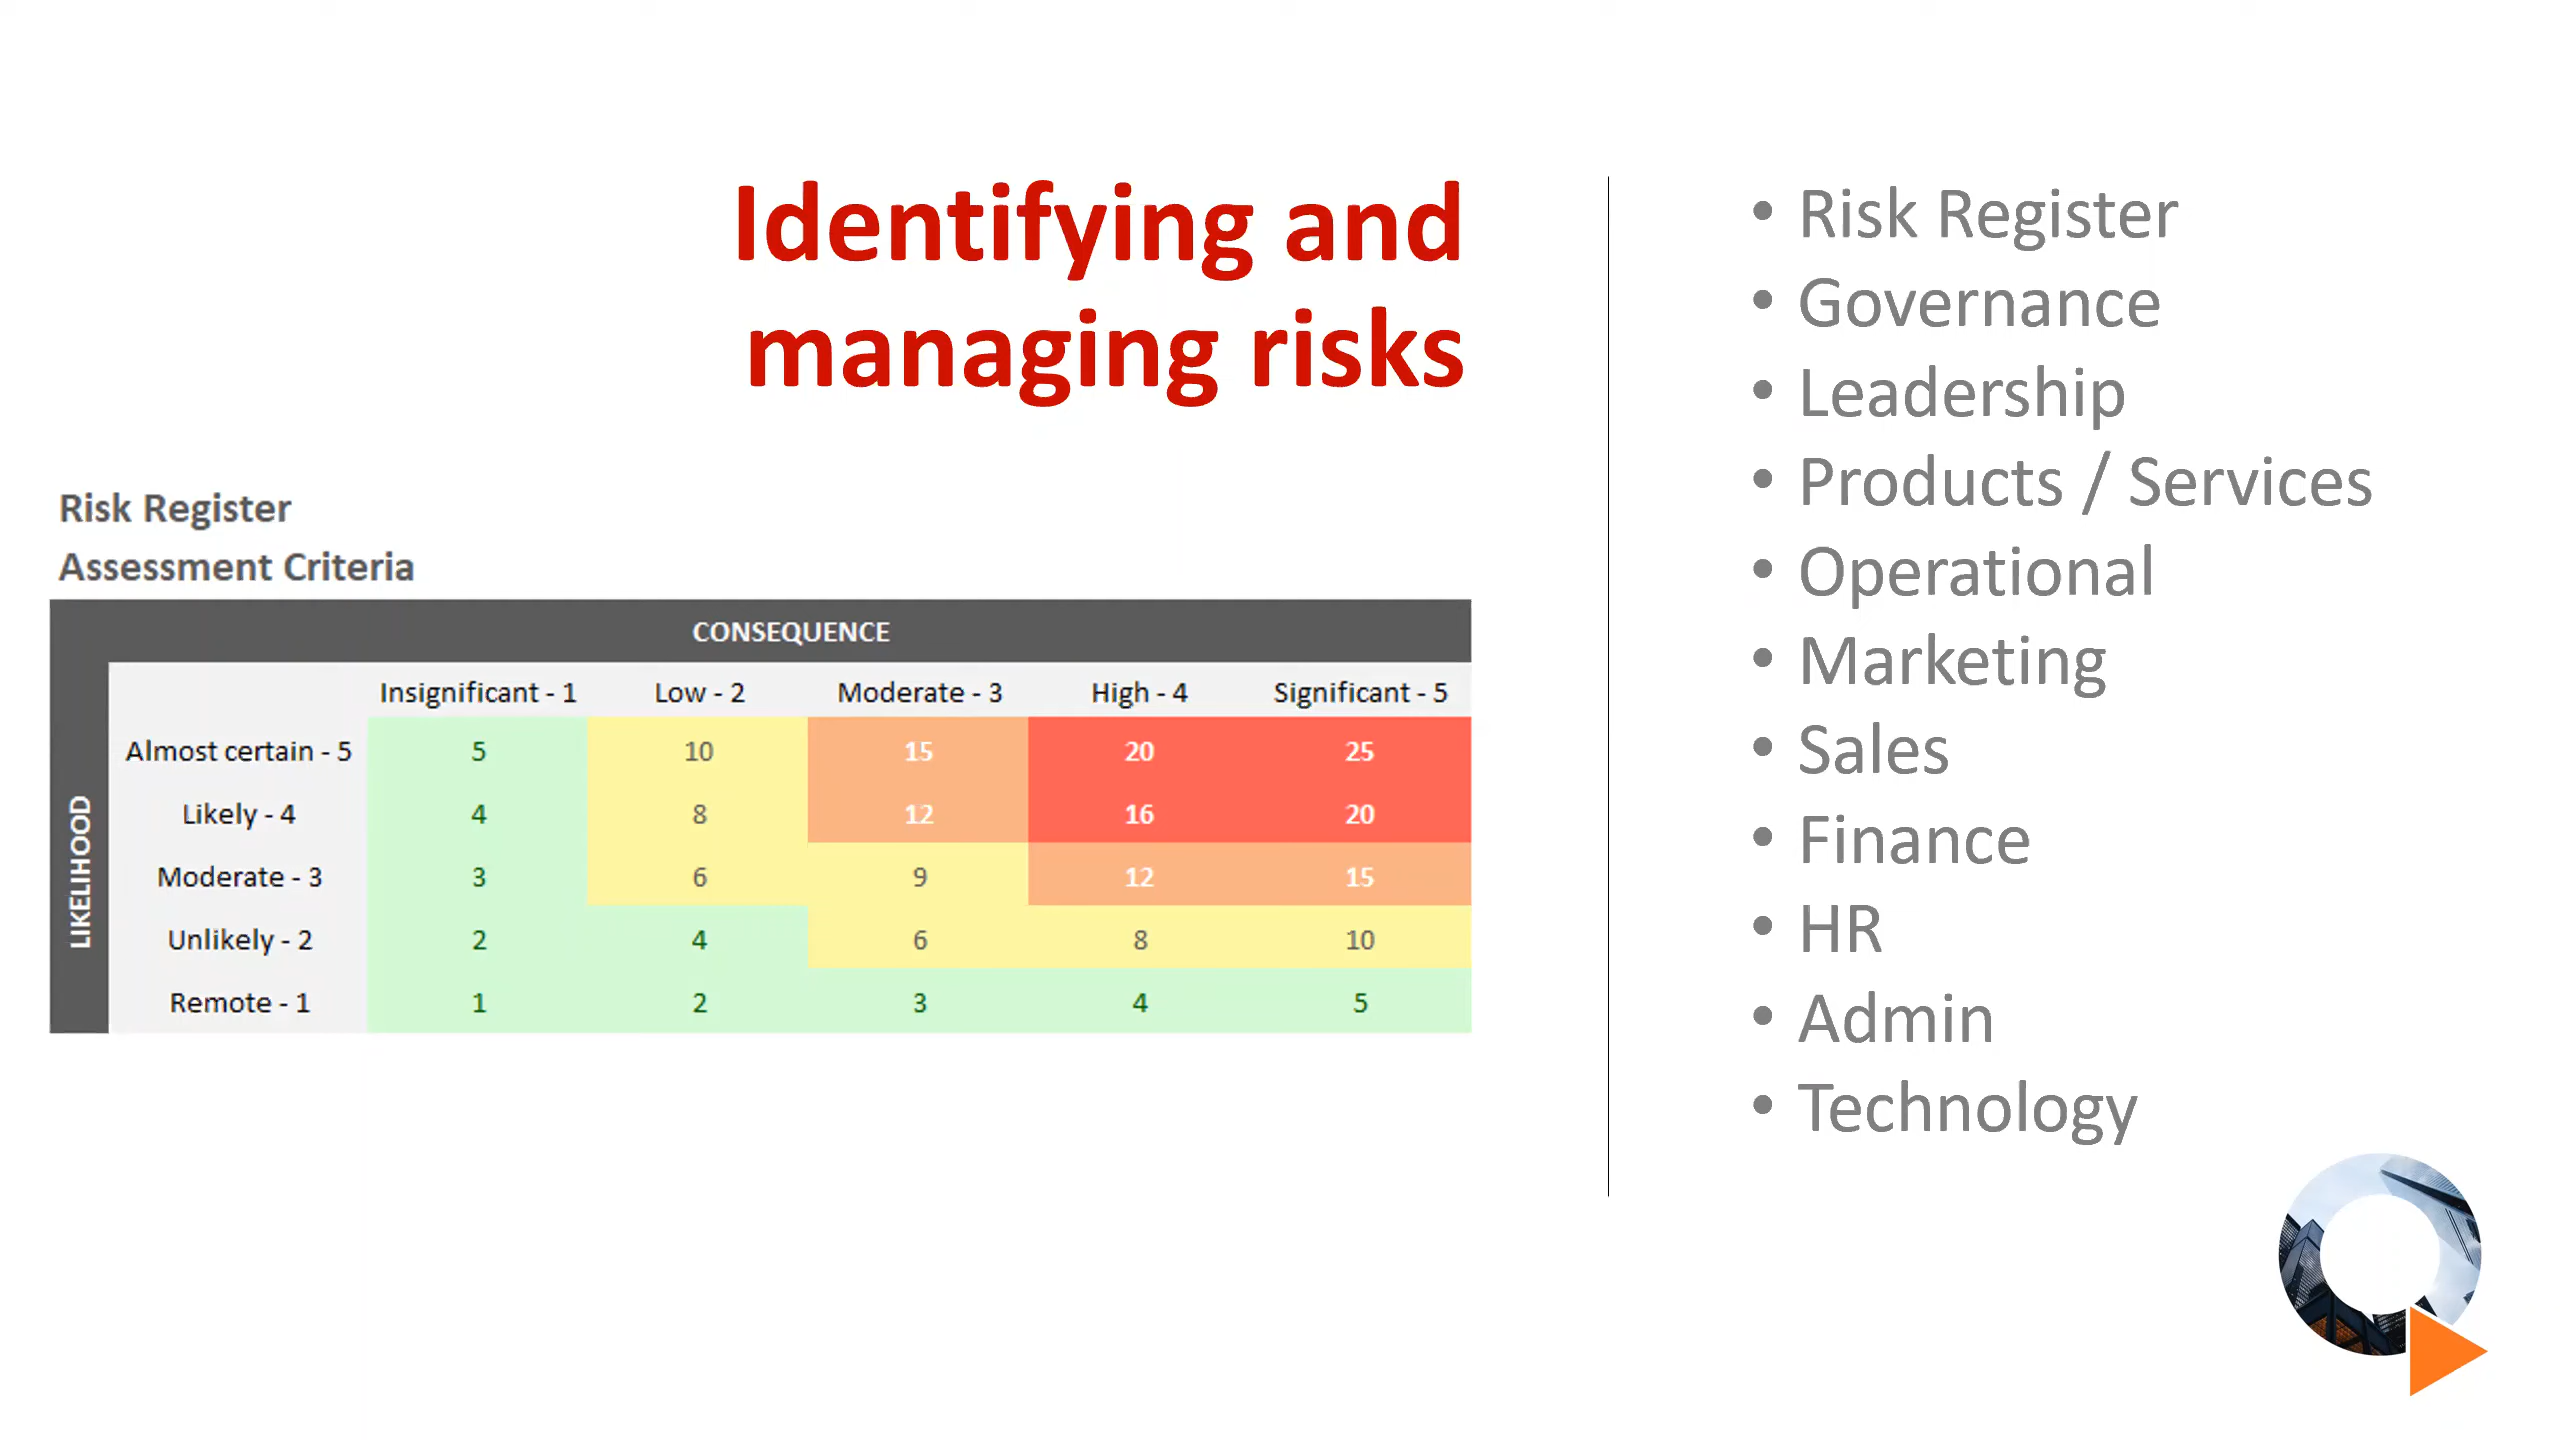 Identifying and
managing risks
Risk Register
Assessment Criteria
CONSEQUENCE
LIKELIHOOD
Insignificant - 1 Low - 2 Moderate - 3 High - 4 Significant - 5
Almost certain - 5 5 10 15 20 25
Likely - 4 4 8 12 16 20
Moderate - 3 3 6 9 12 15
Unlikely - 2 2 4 6 8 10
Remote - 1 1 2 3 4 5
• Risk Register
• Governance
• Leadership
• Products / Services
• Operational
• Marketing
• Sales
• Finance
• HR
• Admin
• Technology